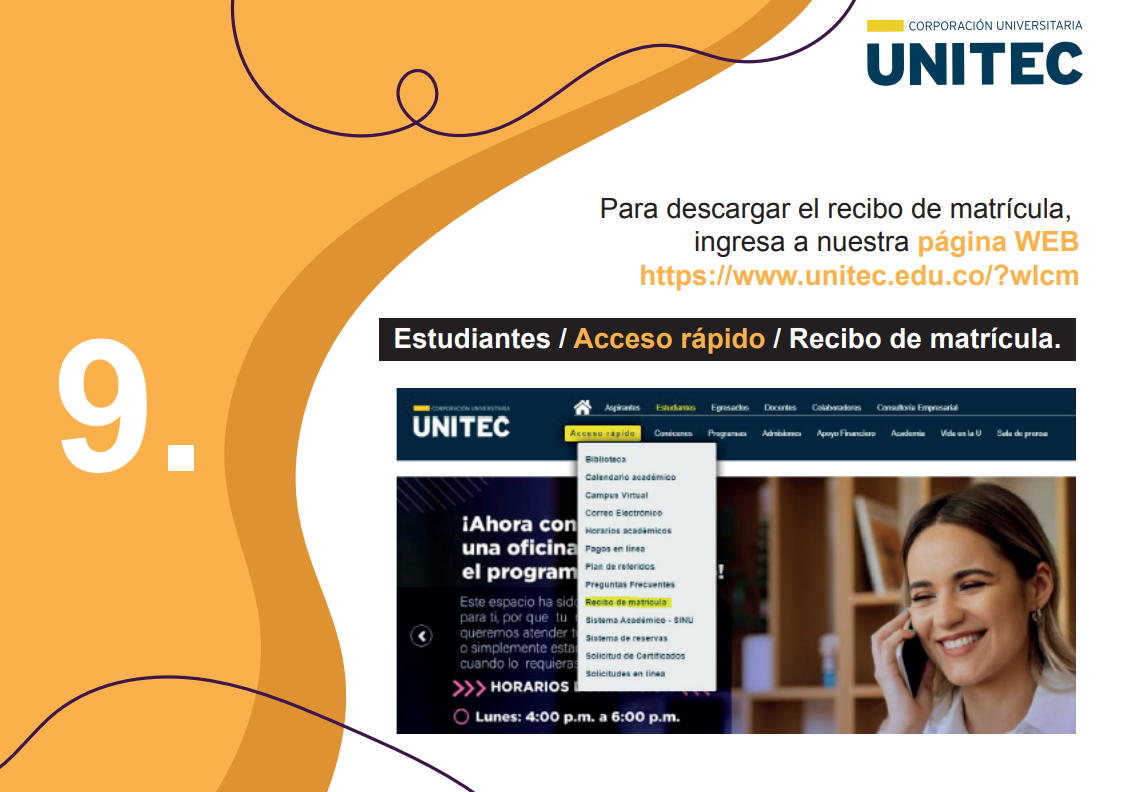 CORPORACIÓN UNIVERSITARIA
UNITEC
Para descargar el recibo de matrícula,
ingresa a nuestra página WEB
https://www.unitec.edu.co/?wlcm
9.
Estudiantes / Acceso rápido / Recibo de matrícula.
CORPORACIÓN UNIVERSITARIA
UNITEC
Aspirantes Estudiantes Egresados Docentes Colaboradores Consultoría Empresarial
Acceso rápido Conócenos Programas Admisiones Apoyo Financiero Academia Vida en la U Sala de prensa
Biblioteca
Calendario académico
Campus Virtual
Correo Electrónico
Horarios académicos
Pagos en línea
Plan de referidos
Preguntas Frecuentes
Recibo de matrícula
Sistema Académico - SINU
Sistema de reservas
Solicitud de Certificados
Solicitudes en línea
¡Ahora con
una oficina
el program !
Este espacio ha sido
para ti, por que tu
queremos atender t
o simplemente esta
cuando lo requieras
HORARIOS
Lunes: 4:00 p.m. a 6:00 p.m.